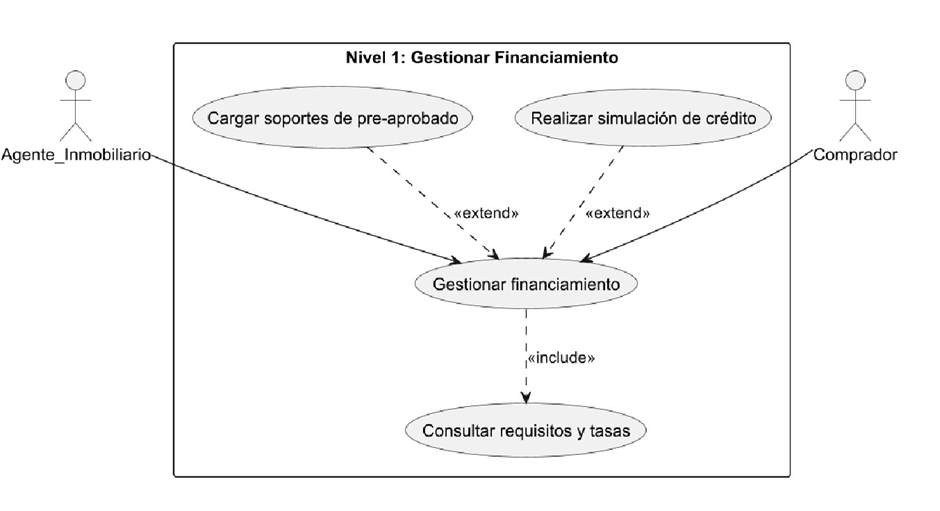 Nivel 1: Gestionar Financiamiento
Cargar soportes de pre-aprobado
Realizar simulación de crédito
Agente_Inmobiliario
Comprador
«extend»
«extend»
Gestionar financiamiento
«include»
Consultar requisitos y tasas